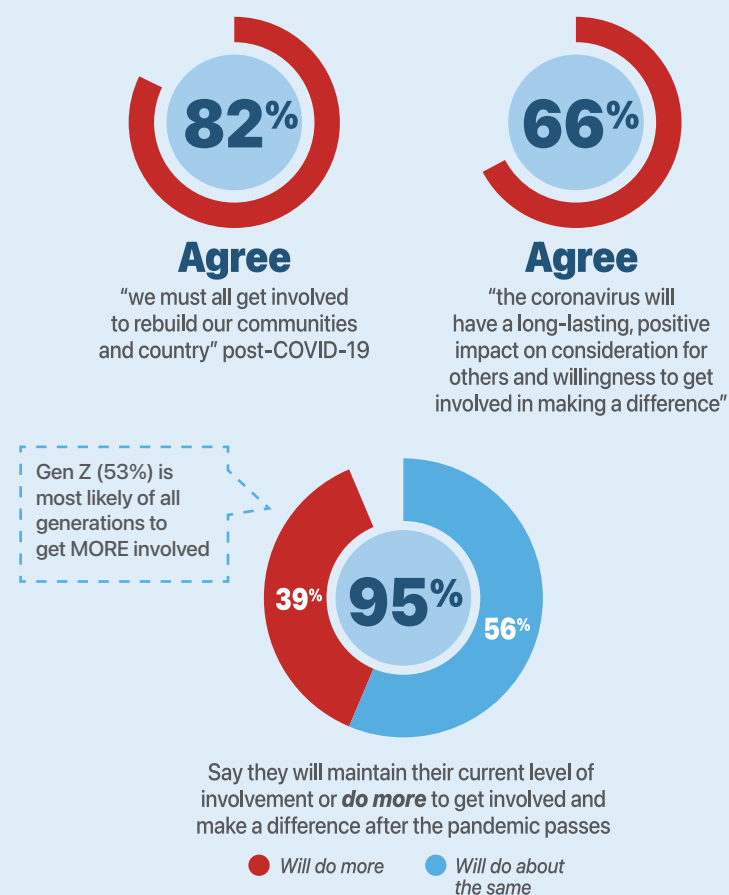 82%
Agree
“we must all get involved
to rebuild our communities
and country” post-COVID-19
66%
Agree
“the coronavirus will
have a long-lasting, positive
impact on consideration for
others and willingness to get
involved in making a difference”
Gen Z (53%) is
most likely of all
generations to
get MORE involved
39%
95%
56%
Say they will maintain their current level of
involvement or do more to get involved and
make a difference after the pandemic passes
Will do more
Will do about
the same